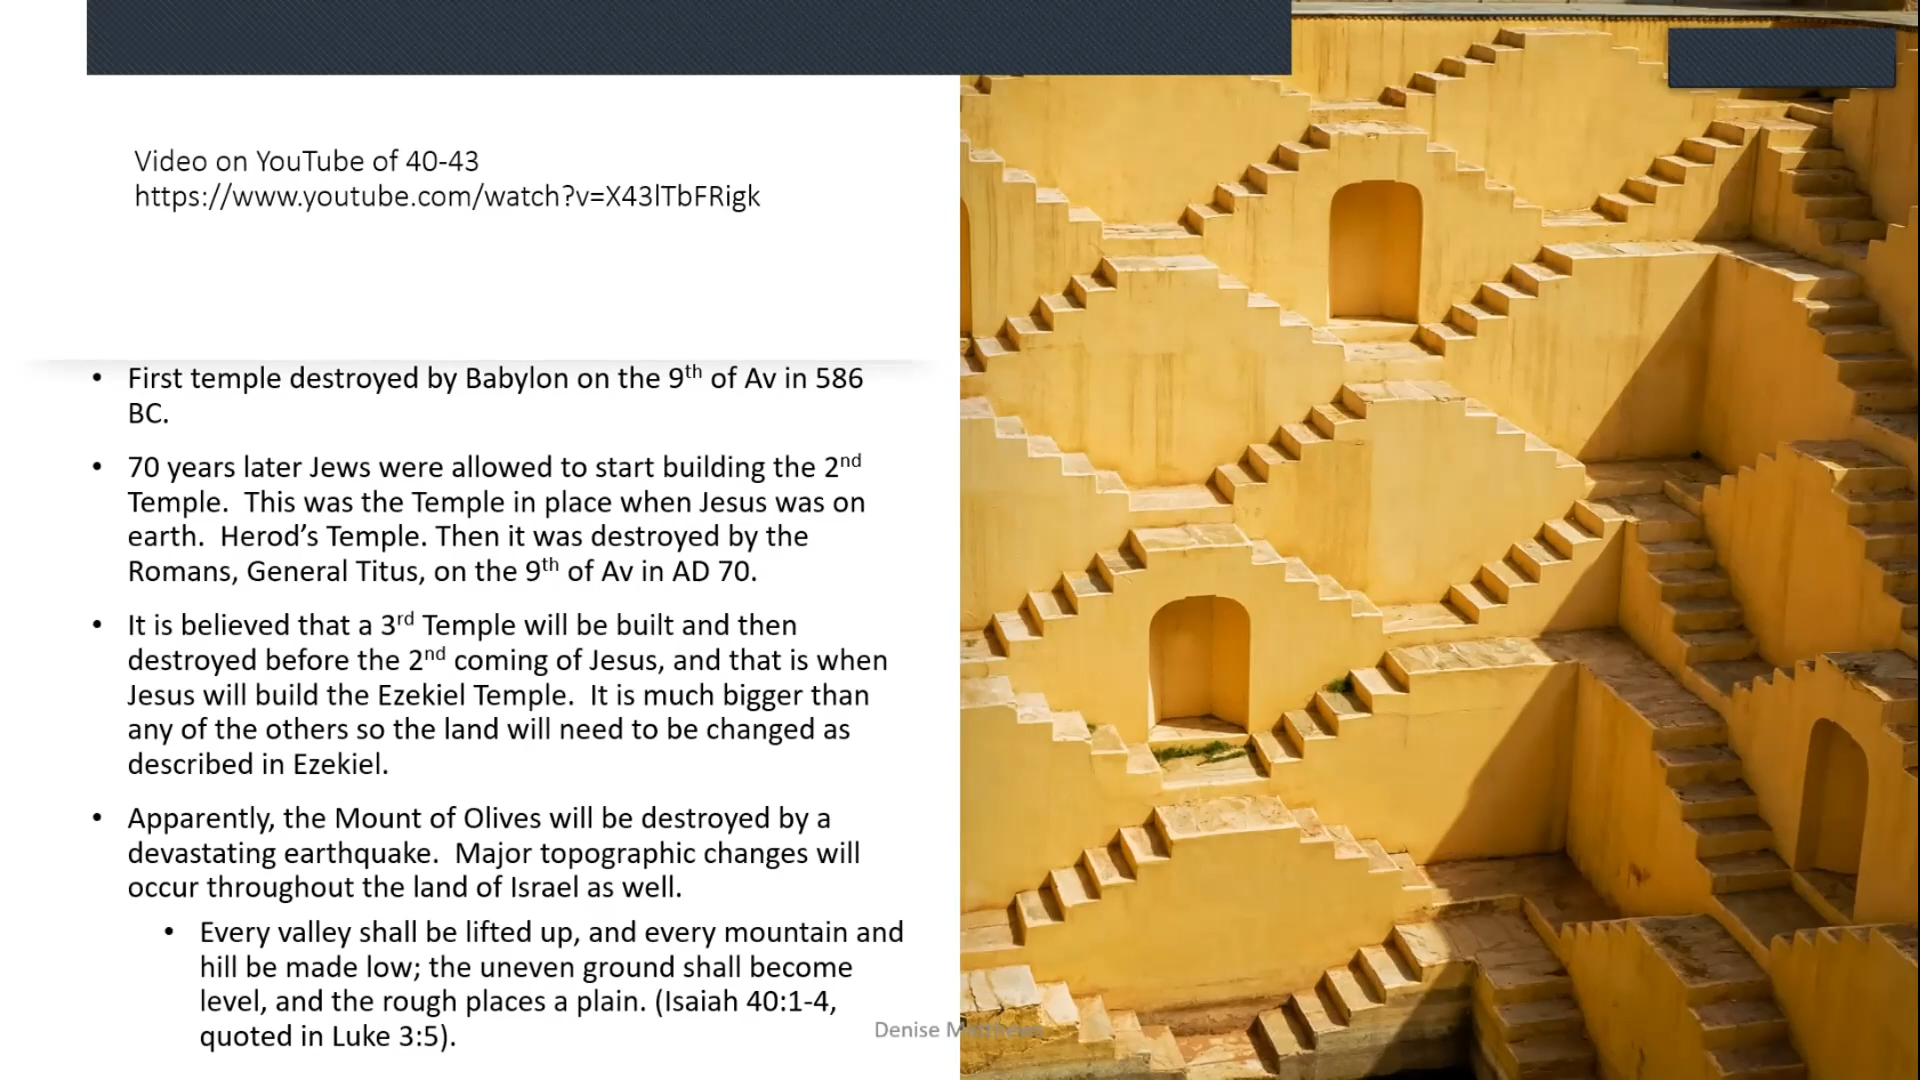 Video on YouTube of 40-43
https://www.youtube.com/watch?v=X43lTbFRigk
• First temple destroyed by Babylon on the 9th of Av in 586
BC.
• 70 years later Jews were allowed to start building the 2nd
Temple.  This was the Temple in place when Jesus was on
earth.  Herod’s Temple. Then it was destroyed by the
Romans, General Titus, on the 9th of Av in AD 70.
• It is believed that a 3rd Temple will be built and then
destroyed before the 2nd coming of Jesus, and that is when
Jesus will build the Ezekiel Temple.  It is much bigger than
any of the others so the land will need to be changed as
described in Ezekiel.
• Apparently, the Mount of Olives will be destroyed by a
devastating earthquake.  Major topographic changes will
occur throughout the land of Israel as well.
• Every valley shall be lifted up, and every mountain and
hill be made low; the uneven ground shall become
level, and the rough places a plain. (Isaiah 40:1-4,
quoted in Luke 3:5).
Denise Matthews